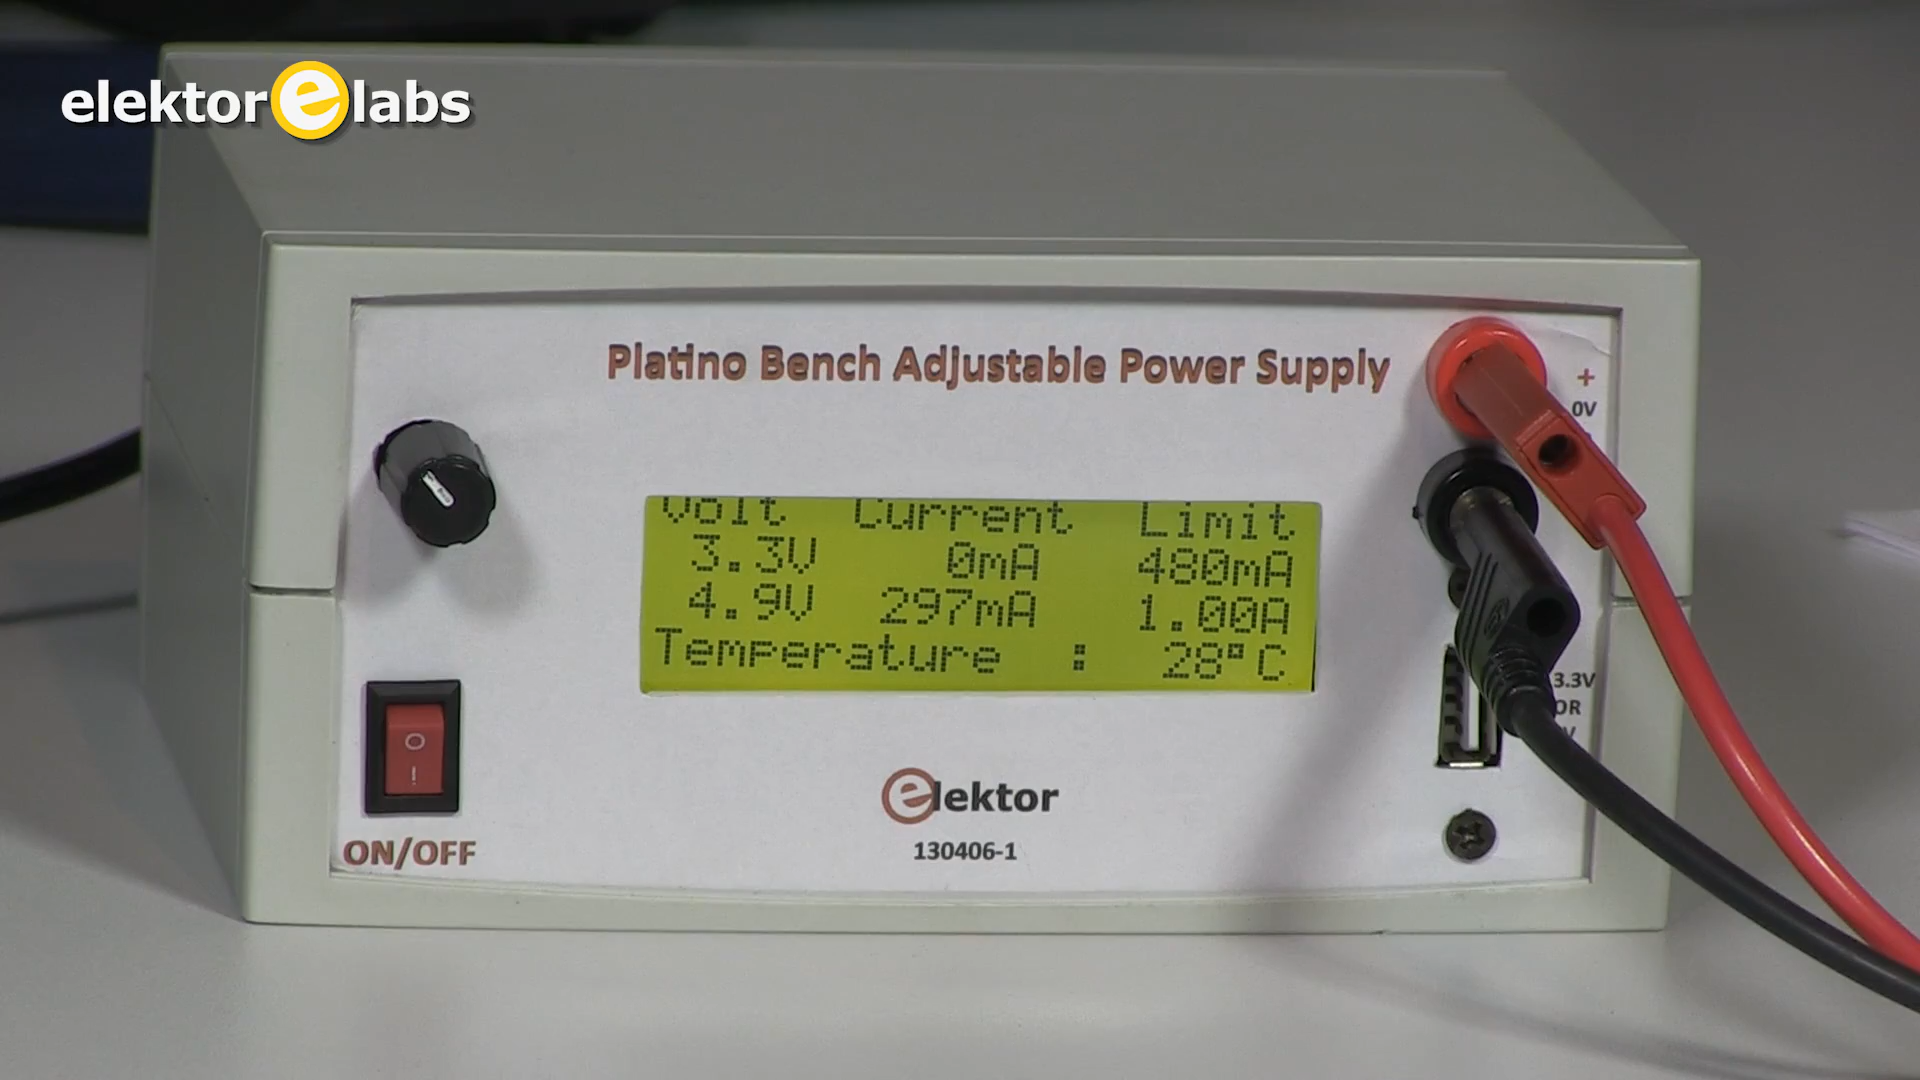 elektor e labs
Platino Bench Adjustable Power Supply
+
0V
Volt Current Limit
3.3V 0mA 480mA
4.9V 297mA 1.00A
Temperature : 28°C
3.3V
OR
V
O
I
ON/OFF
elektor
130406-1